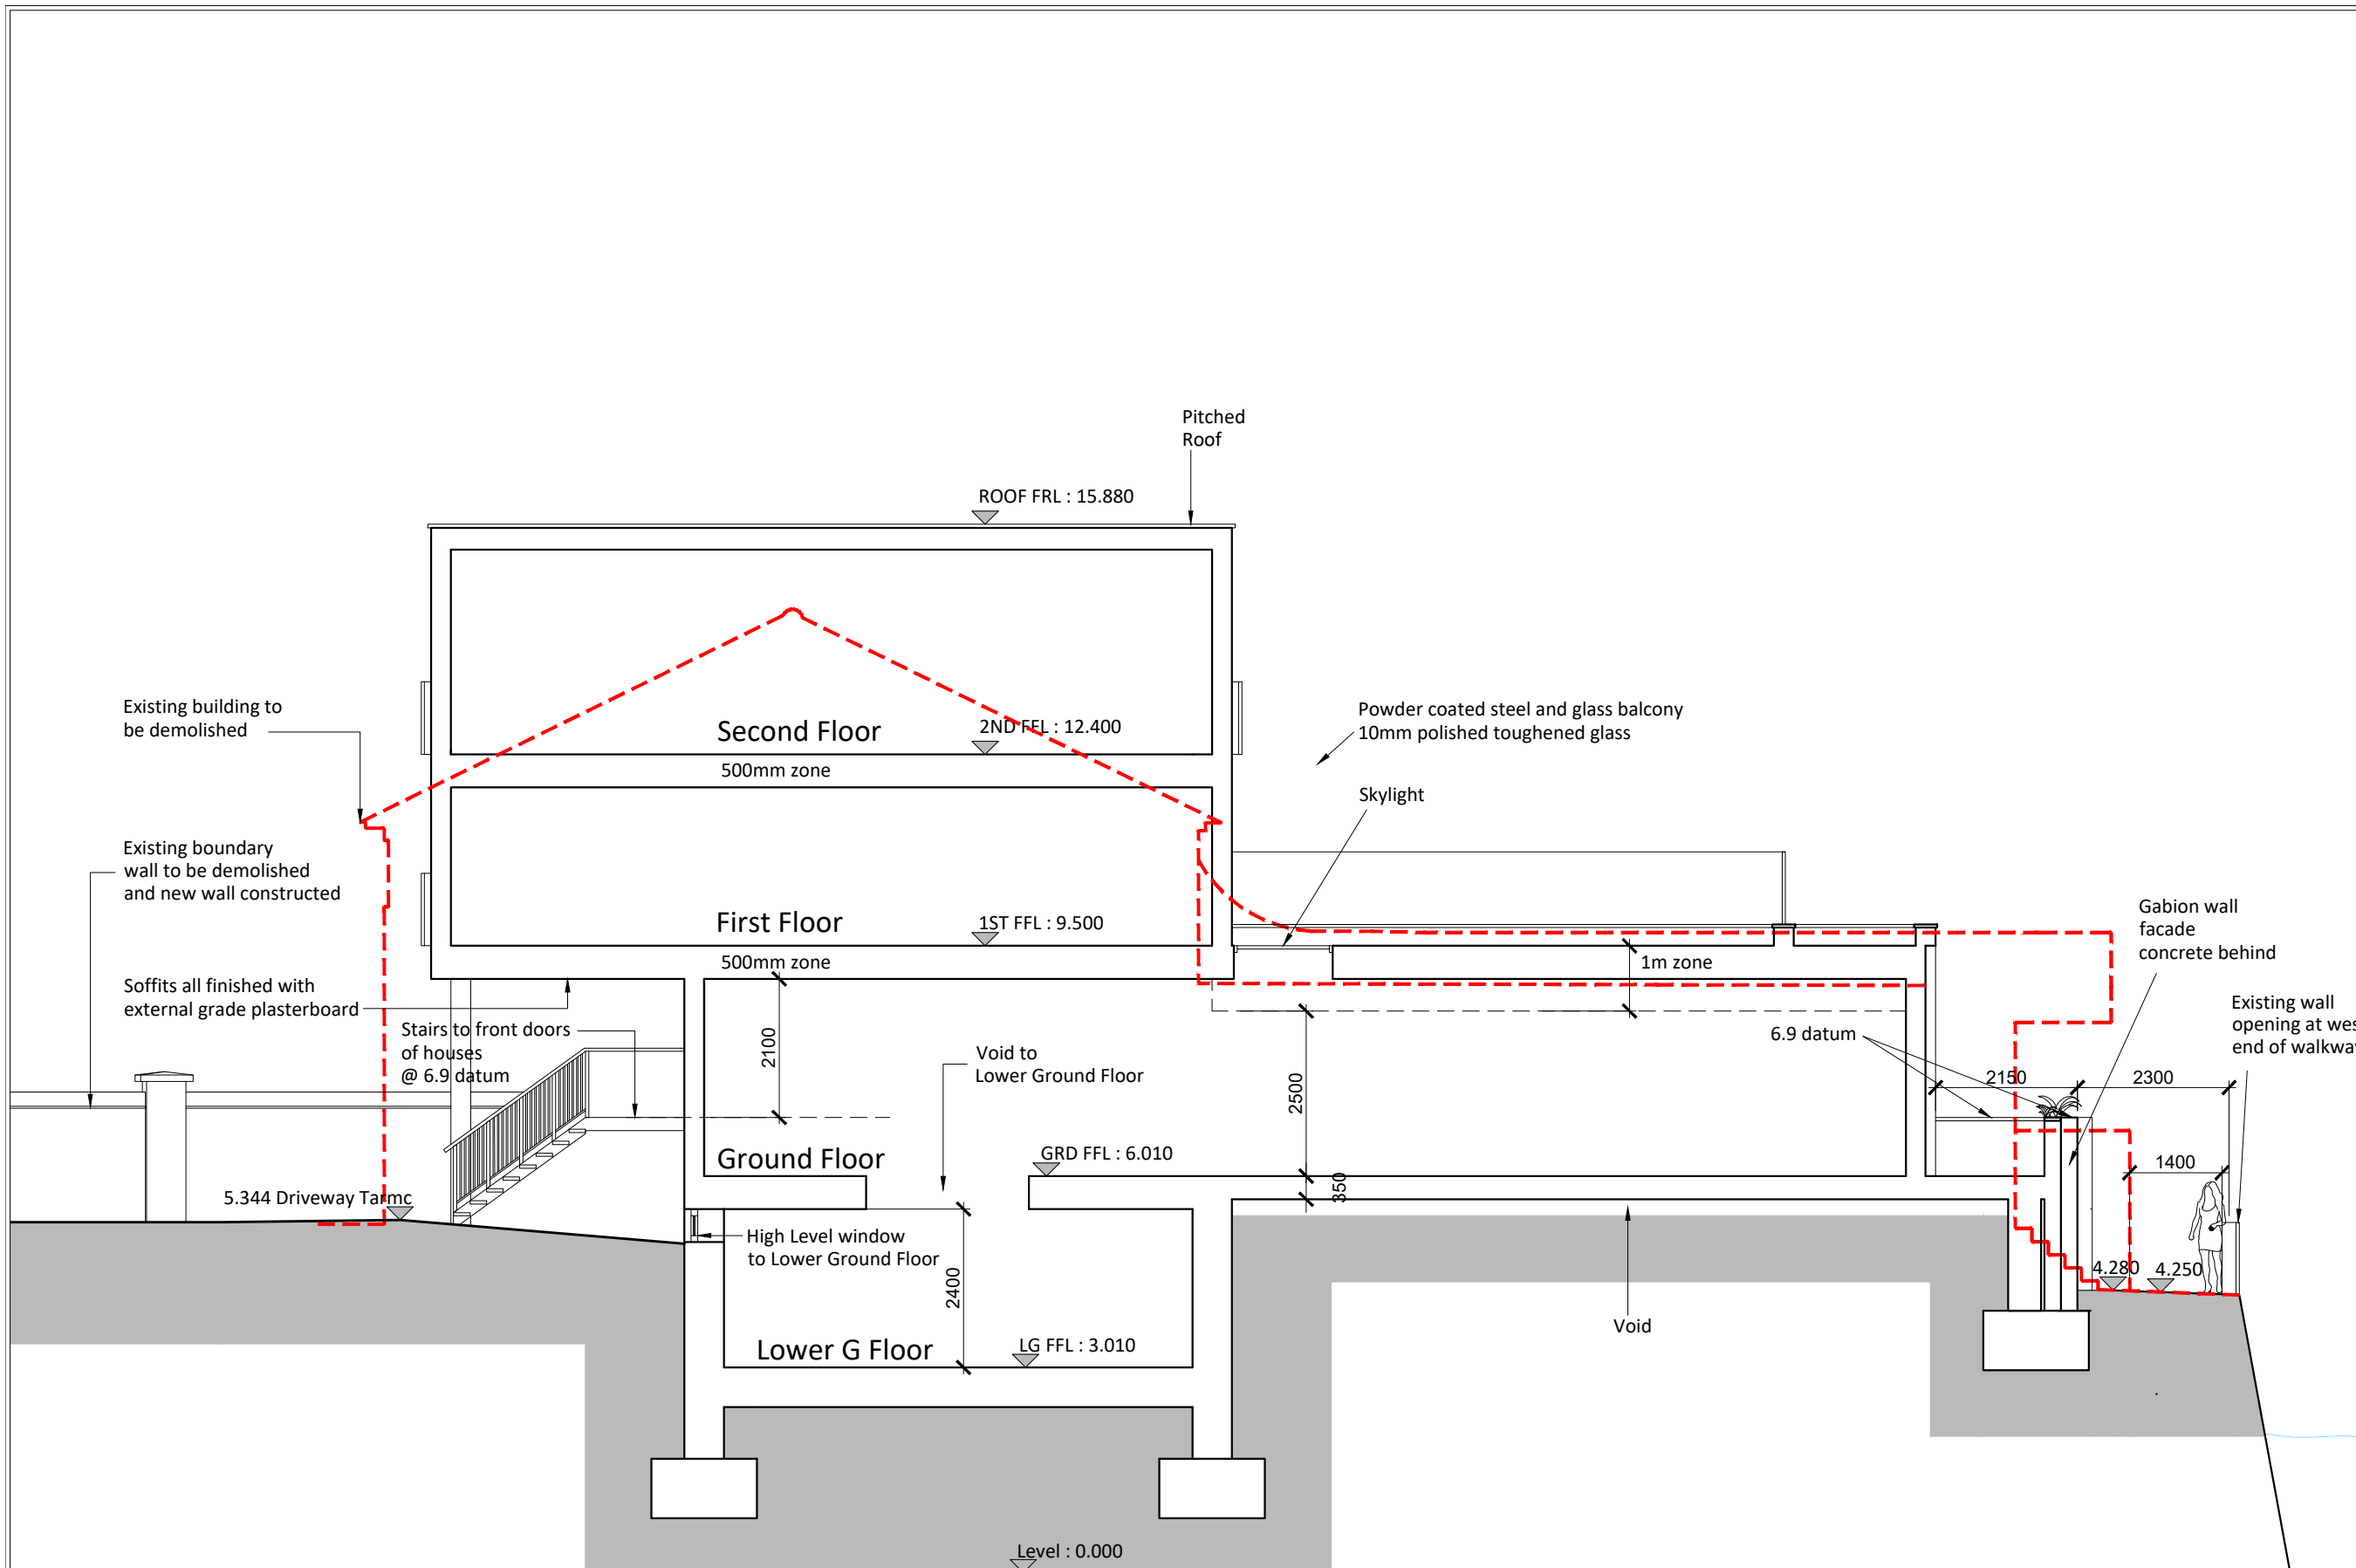 Pitched
Roof
ROOF FRL : 15.880
Existing building to
be demolished
Second Floor
2ND FFL : 12.400
500mm zone
Powder coated steel and glass balcony
10mm polished toughened glass
Skylight
Existing boundary
wall to be demolished
and new wall constructed
First Floor
1ST FFL : 9.500
500mm zone
1m zone
Gabion wall
facade
concrete behind
Soffits all finished with
external grade plasterboard
Existing wall
opening at wes
end of walkway
Stairs to front doors
of houses
@ 6.9 datum
2100
Void to
Lower Ground Floor
2500
6.9 datum
2150
2300
Ground Floor
GRD FFL : 6.010
1400
350
5.344 Driveway Tarmc
High Level window
to Lower Ground Floor
2400
4.280
4.250
Void
Lower G Floor
LG FFL : 3.010
Level : 0.000